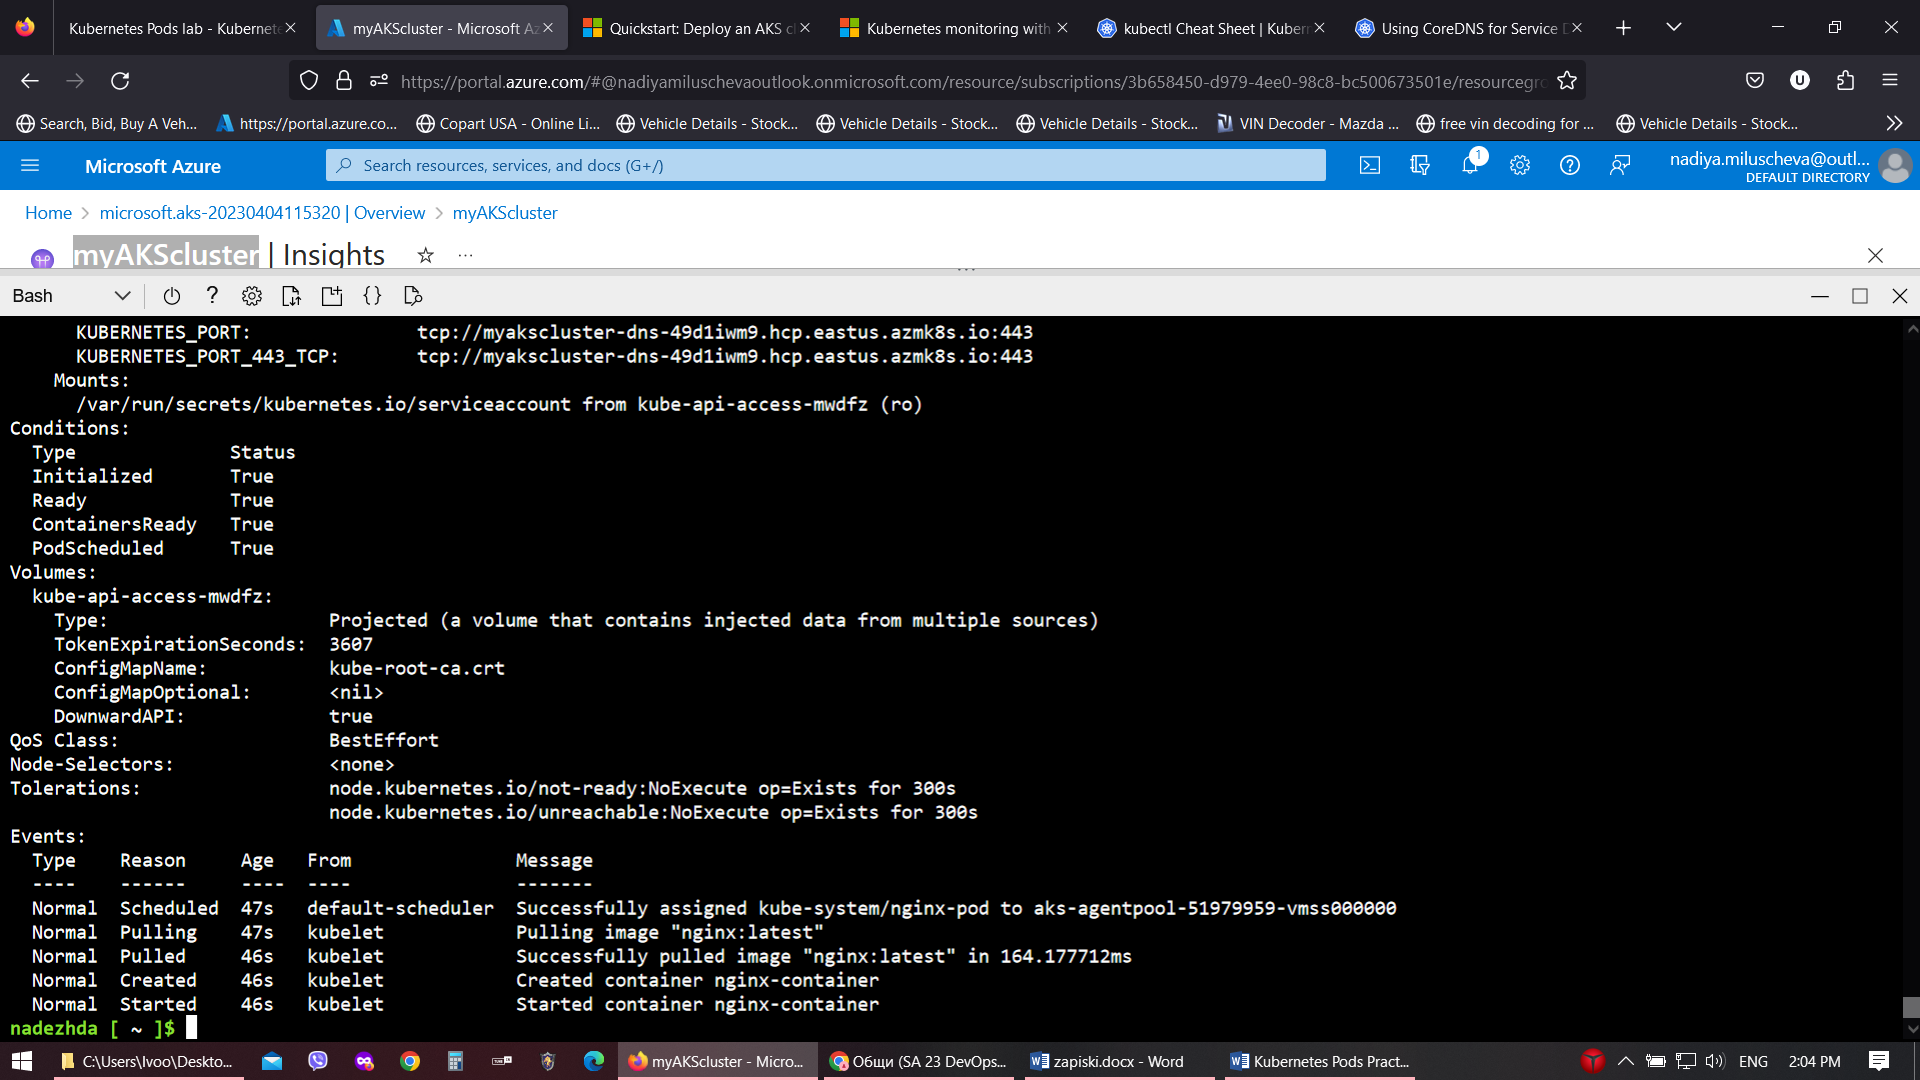 Kubernetes Pods lab - Kubernete
myAKScluster - Microsoft Az
Quickstart: Deploy an AKS cl
Kubernetes monitoring with
kubectl Cheat Sheet | Kubern
Using CoreDNS for Service D
https://portal.azure.com/#@nadiyamiluschevaoutlook.onmicrosoft.com/resource/subscriptions/3b658450-d979-4ee0-98c8-bc500673501e/resourcegro
Search, Bid, Buy A Veh...
https://portal.azure.co...
Copart USA - Online Li...
Vehicle Details - Stock...
Vehicle Details - Stock...
Vehicle Details - Stock...
VIN Decoder - Mazda ...
free vin decoding for ...
Vehicle Details - Stock...
Microsoft Azure
Search resources, services, and docs (G+/)
1
nadiya.miluscheva@outl...
DEFAULT DIRECTORY
Home > microsoft.aks-20230404115320 | Overview > myAKScluster
myAKScluster | Insights
Bash
KUBERNETES_PORT: tcp://myakscluster-dns-49d1iwm9.hcp.eastus.azmk8s.io:443
KUBERNETES_PORT_443_TCP: tcp://myakscluster-dns-49d1iwm9.hcp.eastus.azmk8s.io:443
Mounts:
/var/run/secrets/kubernetes.io/serviceaccount from kube-api-access-mwdfz (ro)
Conditions:
Type Status
Initialized True
Ready True
ContainersReady True
PodScheduled True
Volumes:
kube-api-access-mwdfz:
Type: Projected (a volume that contains injected data from multiple sources)
TokenExpirationSeconds: 3607
ConfigMapName: kube-root-ca.crt
ConfigMapOptional: <nil>
DownwardAPI: true
QoS Class: BestEffort
Node-Selectors: <none>
Tolerations: node.kubernetes.io/not-ready:NoExecute op=Exists for 300s
node.kubernetes.io/unreachable:NoExecute op=Exists for 300s
Events:
Type Reason Age From Message
---- ------ ---- ---- -------
Normal Scheduled 47s default-scheduler Successfully assigned kube-system/nginx-pod to aks-agentpool-51979959-vmss000000
Normal Pulling 47s kubelet Pulling image "nginx:latest"
Normal Pulled 46s kubelet Successfully pulled image "nginx:latest" in 164.177712ms
Normal Created 46s kubelet Created container nginx-container
Normal Started 46s kubelet Started container nginx-container
nadezhda [ ~ ]$
C:\Users\Ivoo\Deskto...
myAKScluster - Micro...
Общи (SA 23 DevOps...
zapiski.docx - Word
Kubernetes Pods Pract...
ENG
2:04 PM